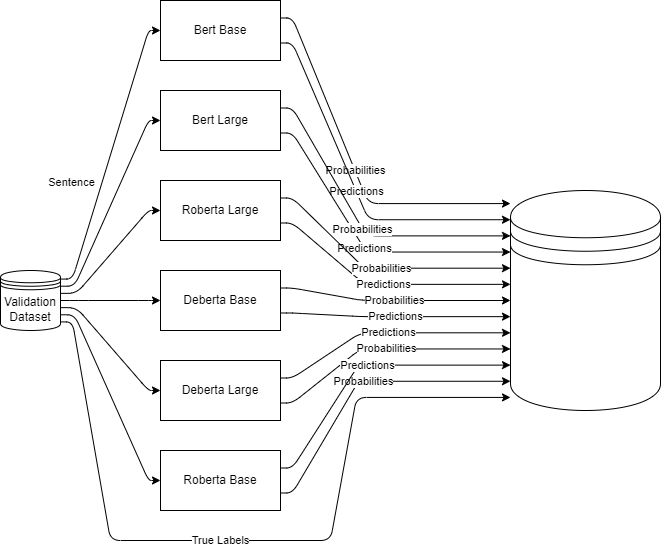 Bert Base
Bert Large
Probabilities
Sentence
Predictions
Roberta Large
Probabilities
Predictions
Probabilities
Predictions
Validation
Dataset
Deberta Base
Probabilities
Predictions
Predictions
Probabilities
Predictions
Deberta Large
Probabilities
Roberta Base
True Labels